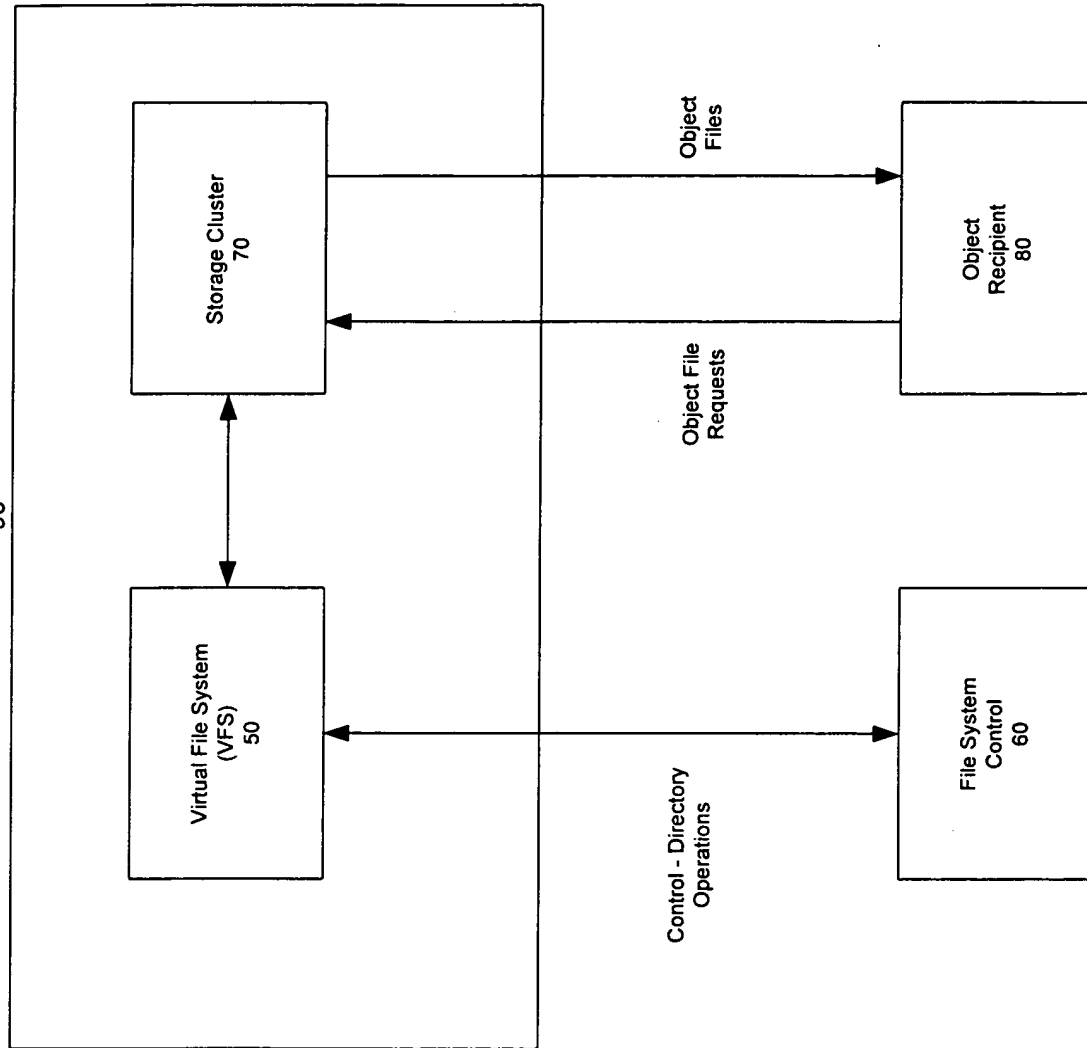 Virtual File System
(VFS)
50
Storage Cluster
70
Control - Directory
Operations
Object File
Requests
Object
Files
File System
Control
60
Object
Recipient
80